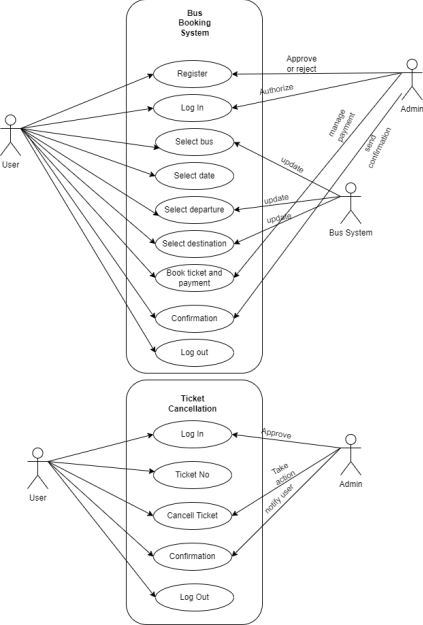 Bus
Booking
System
Register
Approve
or reject
Log In
Authorize
Admin
Select bus
manage
payment
send
confirmation
User
update
Select date
Select departure
update
update
Bus System
Select destination
Book ticket and
payment
Confirmation
Log out
Ticket
Cancellation
Log In
Approve
Ticket No
Take
action
Admin
User
notify user
Cancell Ticket
Confirmation
Log Out